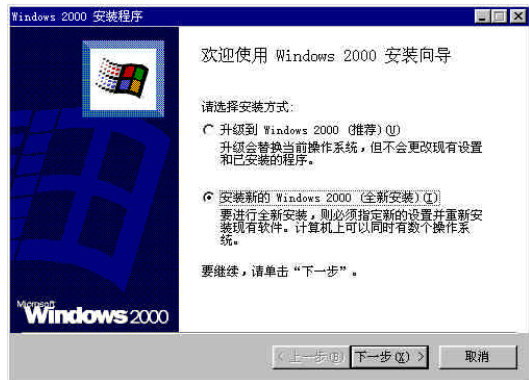 Windows 2000 安装程序
欢迎使用 Windows 2000 安装向导
请选择安装方式:
升级到 Windows 2000 (推荐)(U)
升级会替换当前操作系统，但不会更改现有设置
和已安装的程序。
安装新的 Windows 2000 (全新安装)(I)
要进行全新安装，则必须指定新的设置并重新安
装现有软件。计算机上可以同时有数个操作系
统。
要继续，请单击“下一步”。
Microsoft
Windows 2000
< 上一步(B) 下一步(X) > 取消